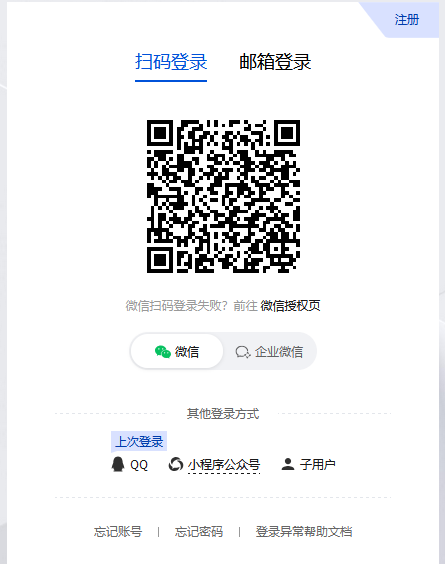 注册
扫码登录 邮箱登录
微信扫码登录失败？前往 微信授权页
微信 企业微信
其他登录方式
上次登录
QQ 小程序公众号 子用户
忘记账号 | 忘记密码 | 登录异常帮助文档